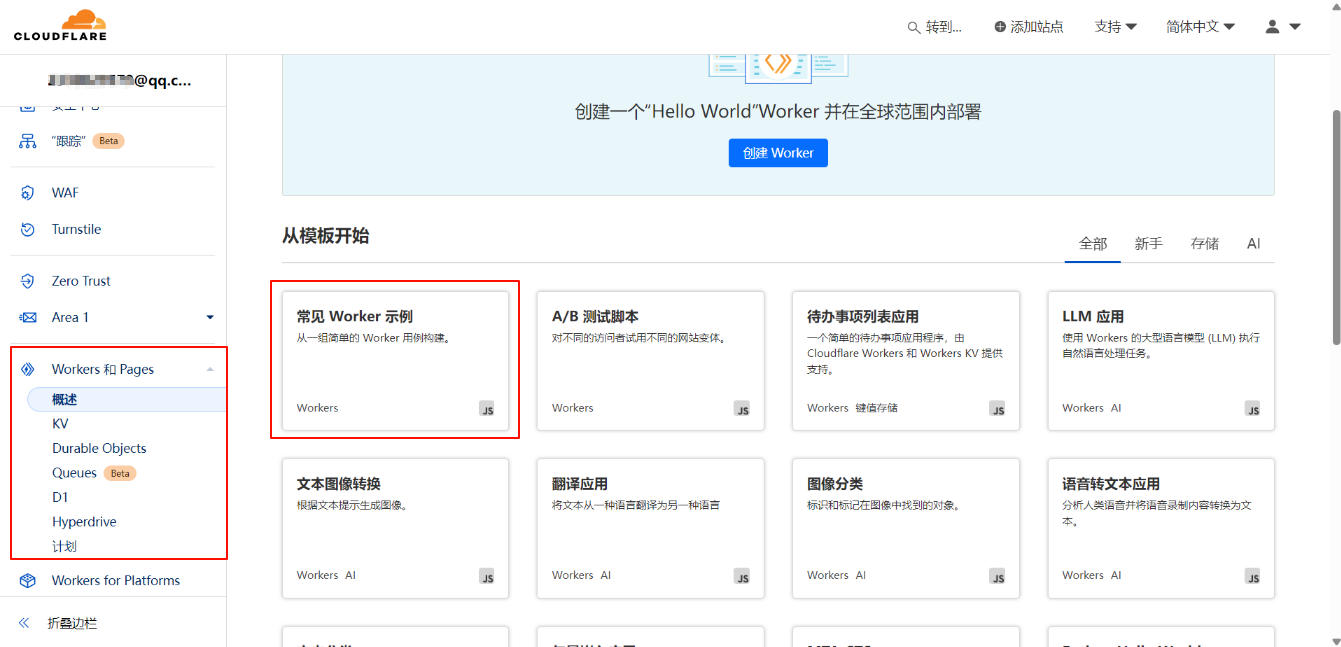 CLOUDFLARE
转到...
添加站点
支持
简体中文
@qq.c...
“跟踪” Beta
WAF
Turnstile
Zero Trust
Area 1
Workers 和 Pages
概述
KV
Durable Objects
Queues Beta
D1
Hyperdrive
计划
Workers for Platforms
折叠边栏
创建一个“Hello World”Worker 并在全球范围内部署
创建 Worker
从模板开始
全部 新手 存储 AI
常见 Worker 示例
从一组简单的 Worker 用例构建。
Workers
JS
A/B 测试脚本
对不同的访问者试用不同的网站变体。
Workers
JS
待办事项列表应用
一个简单的待办事项应用程序，由
Cloudflare Workers 和 Workers KV 提供
支持。
Workers 键值存储
JS
LLM 应用
使用 Workers 的大型语言模型 (LLM) 执行
自然语言处理任务。
Workers AI
JS
文本图像转换
根据文本提示生成图像。
Workers AI
JS
翻译应用
将文本从一种语言翻译为另一种语言
Workers AI
JS
图像分类
标识和标记在图像中找到的对象。
Workers AI
JS
语音转文本应用
分析人类语音并将语音录制内容转换为文
本。
Workers AI
JS